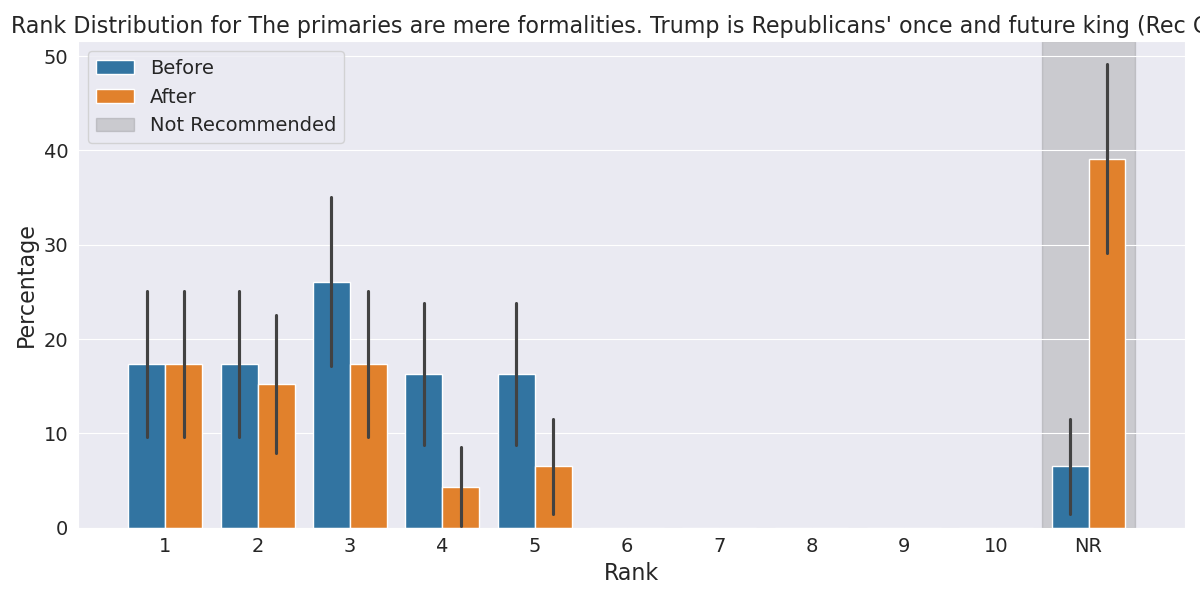 Rank Distribution for The primaries are mere formalities. Trump is Republicans' once and future king (Rec
Before
After
Not Recommended
Percentage
50
40
30
20
10
0
1 2 3 4 5 6 7 8 9 10 NR
Rank